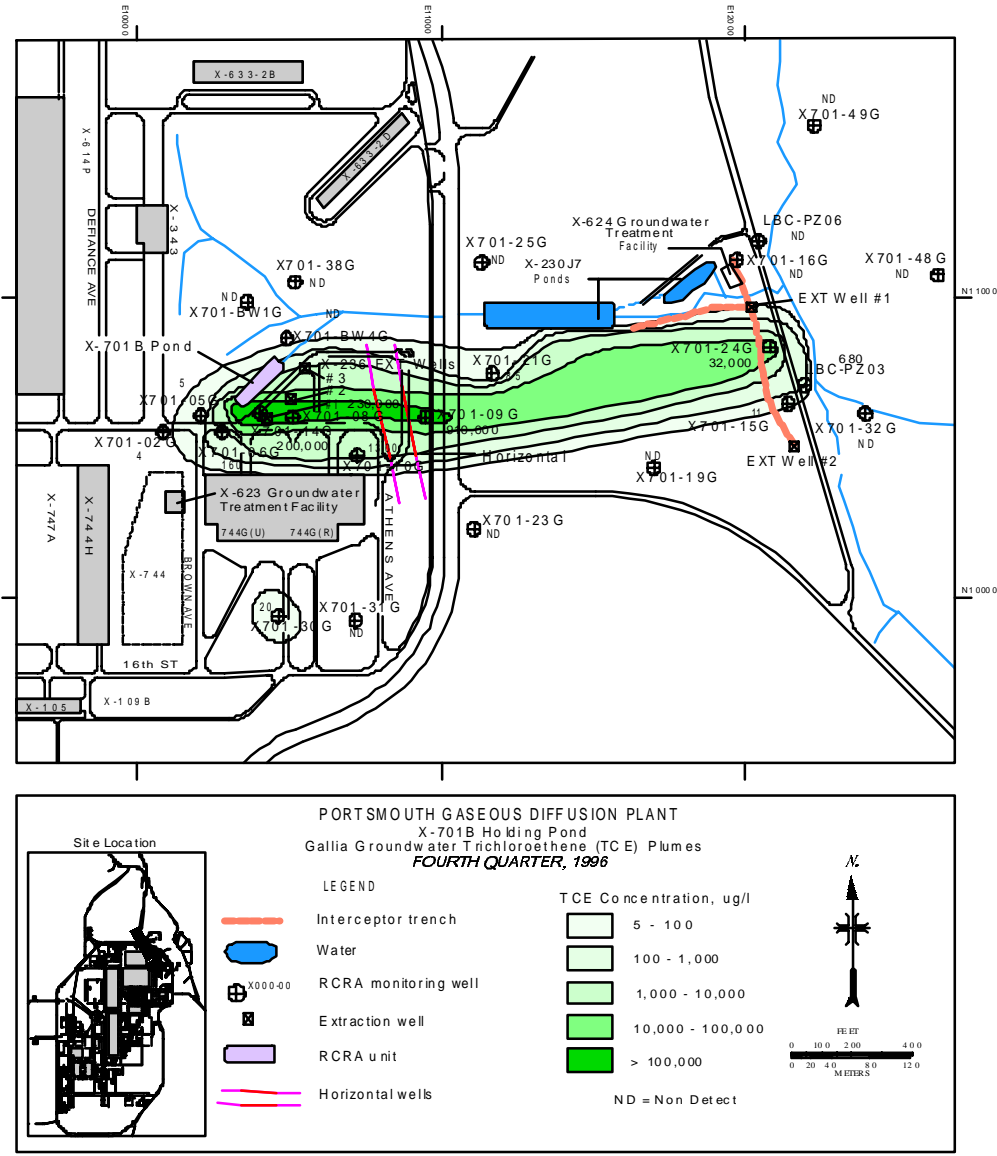 E10000
E11000
E12000
X-633-2B
X-614P
DEFIANCE AVE
X-343
X-633-2D
ND
X701-49G
X-624 Groundwater
Treatment
Facility
LBC-PZ06
ND
X701-25G
ND
X-230J7
Ponds
X701-16G
ND
X701-48G
ND
X701-38G
ND
ND
X701-BW1G
ND
N11000
EXT Well #1
X701-BW4G
X-701B Pond
X-236 EXT Wells
#3
#2
#1
X701-21G
X701-24G
32,000
680
LBC-PZ03
5
X701-05G
230,000
X701-08G
X701-09G
X701-02G
4
X701-14G
200,000
X701-06G
160
1300
Horizontal
11
X701-15G
X701-32G
ND
EXT Well #2
ND
X701-19G
X-747A
X-744H
X-623 Groundwater
Treatment Facility
744G(U)
744G(R)
ATHENS AVE
X701-23G
ND
X-744
BROWN AVE
20
X701-30G
X701-31G
ND
N10000
16th ST
X-105
X-109B
PORTSMOUTH GASEOUS DIFFUSION PLANT
X-701B Holding Pond
Gallia Groundwater Trichloroethene (TCE) Plumes
FOURTH QUARTER, 1996
Site Location
LEGEND
Interceptor trench
Water
X000-00
RCRA monitoring well
Extraction well
RCRA unit
Horizontal wells
TCE Concentration, ug/l
5 - 100
100 - 1,000
1,000 - 10,000
10,000 - 100,000
> 100,000
ND = Non Detect
N.
FEET
0 100 200 400
0 20 40 80 120
METERS